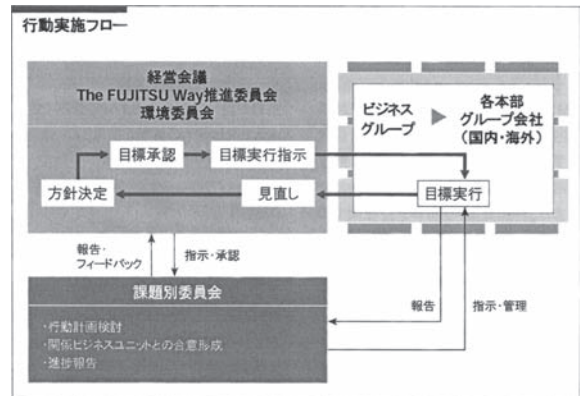 行動実施フロー
経営会議
The FUJITSU Way推進委員会
環境委員会
目標承認
目標実行指示
方針決定
見直し
ビジネス
グループ
各本部
グループ会社
（国内・海外）
目標実行
報告・
フィードバック
指示・承認
報告
指示・管理
課題別委員会
・行動計画検討
・関係ビジネスユニットとの合意形成
・進捗報告